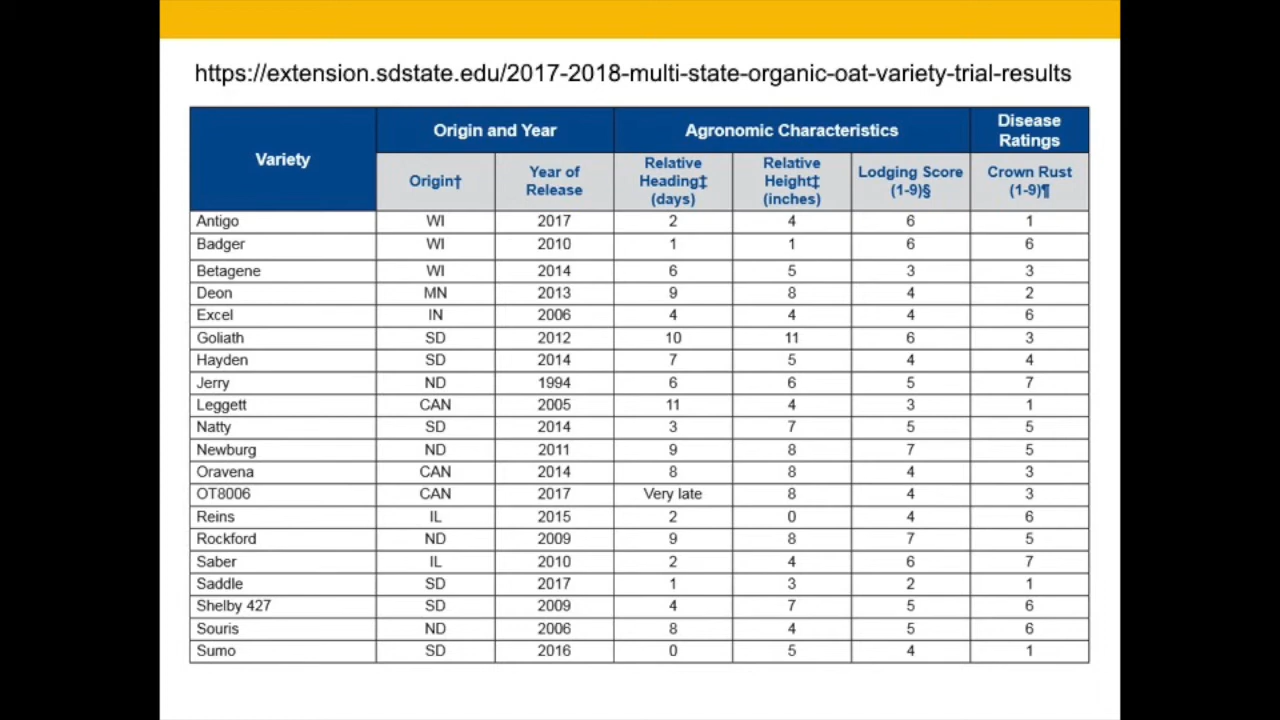 https://extension.sdstate.edu/2017-2018-multi-state-organic-oat-variety-trial-results
Variety Origin and Year Agronomic Characteristics Disease Ratings
Origin† Year of Release Relative Heading‡ (days) Relative Height‡ (inches) Lodging Score (1-9)§ Crown Rust (1-9)¶
Antigo WI 2017 2 4 6 1
Badger WI 2010 1 1 6 6
Betagene WI 2014 6 5 3 3
Deon MN 2013 9 8 4 2
Excel IN 2006 4 4 4 6
Goliath SD 2012 10 11 6 3
Hayden SD 2014 7 5 4 4
Jerry ND 1994 6 6 5 7
Leggett CAN 2005 11 4 3 1
Natty SD 2014 3 7 5 5
Newburg ND 2011 9 8 7 5
Oravena CAN 2014 8 8 4 3
OT8006 CAN 2017 Very late 8 4 3
Reins IL 2015 2 0 4 6
Rockford ND 2009 9 8 7 5
Saber IL 2010 2 4 6 7
Saddle SD 2017 1 3 2 1
Shelby 427 SD 2009 4 7 5 6
Souris ND 2006 8 4 5 6
Sumo SD 2016 0 5 4 1